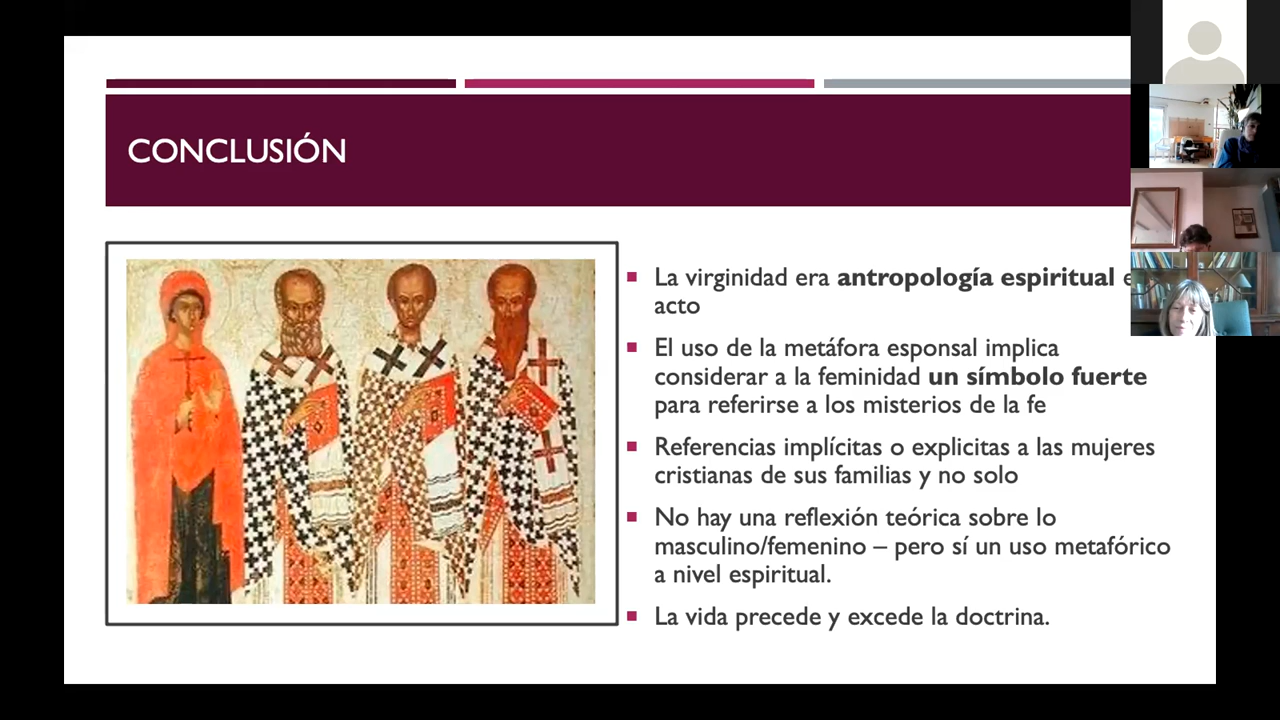 CONCLUSIÓN
La virginidad era antropología espiritual
acto
El uso de la metáfora esponsal implica
considerar a la feminidad un símbolo fuerte
para referirse a los misterios de la fe
Referencias implícitas o explicitas a las mujeres
cristianas de sus familias y no solo
No hay una reflexión teórica sobre lo
masculino/femenino – pero sí un uso metafórico
a nivel espiritual.
La vida precede y excede la doctrina.